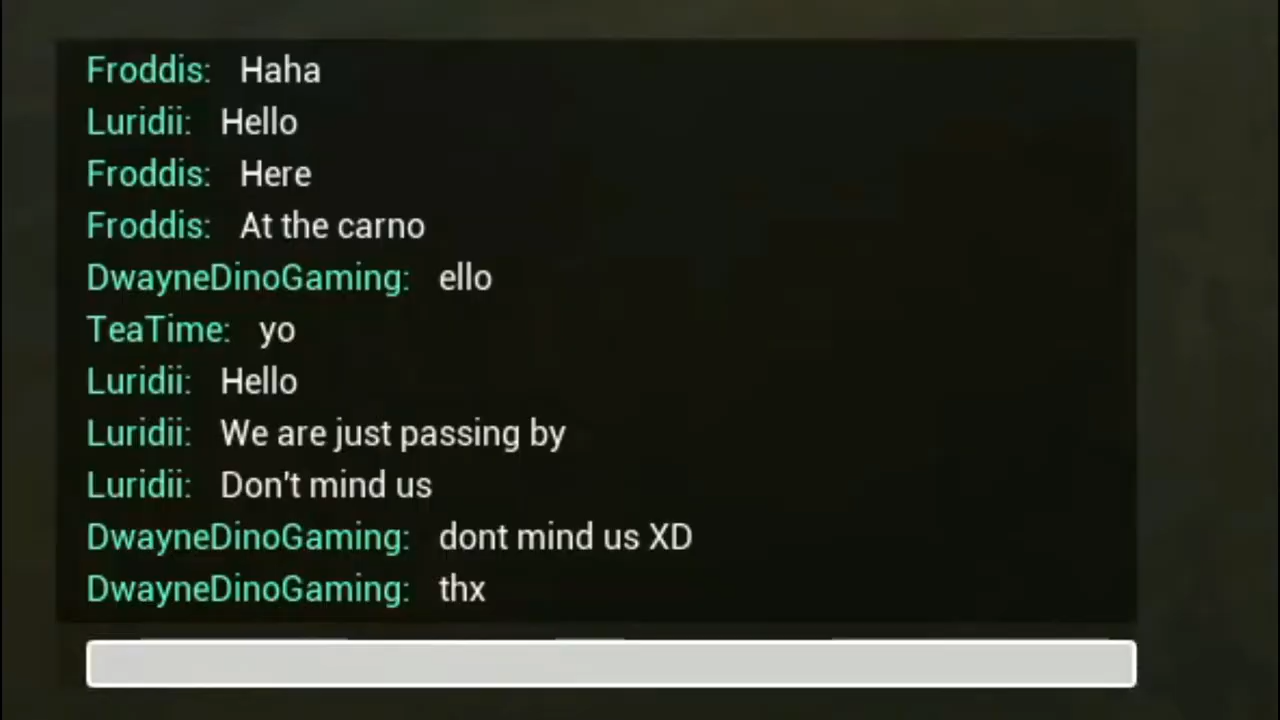 Froddis: Haha
Luridii: Hello
Froddis: Here
Froddis: At the carno
DwayneDinoGaming: ello
TeaTime: yo
Luridii: Hello
Luridii: We are just passing by
Luridii: Don't mind us
DwayneDinoGaming: dont mind us XD
DwayneDinoGaming: thx